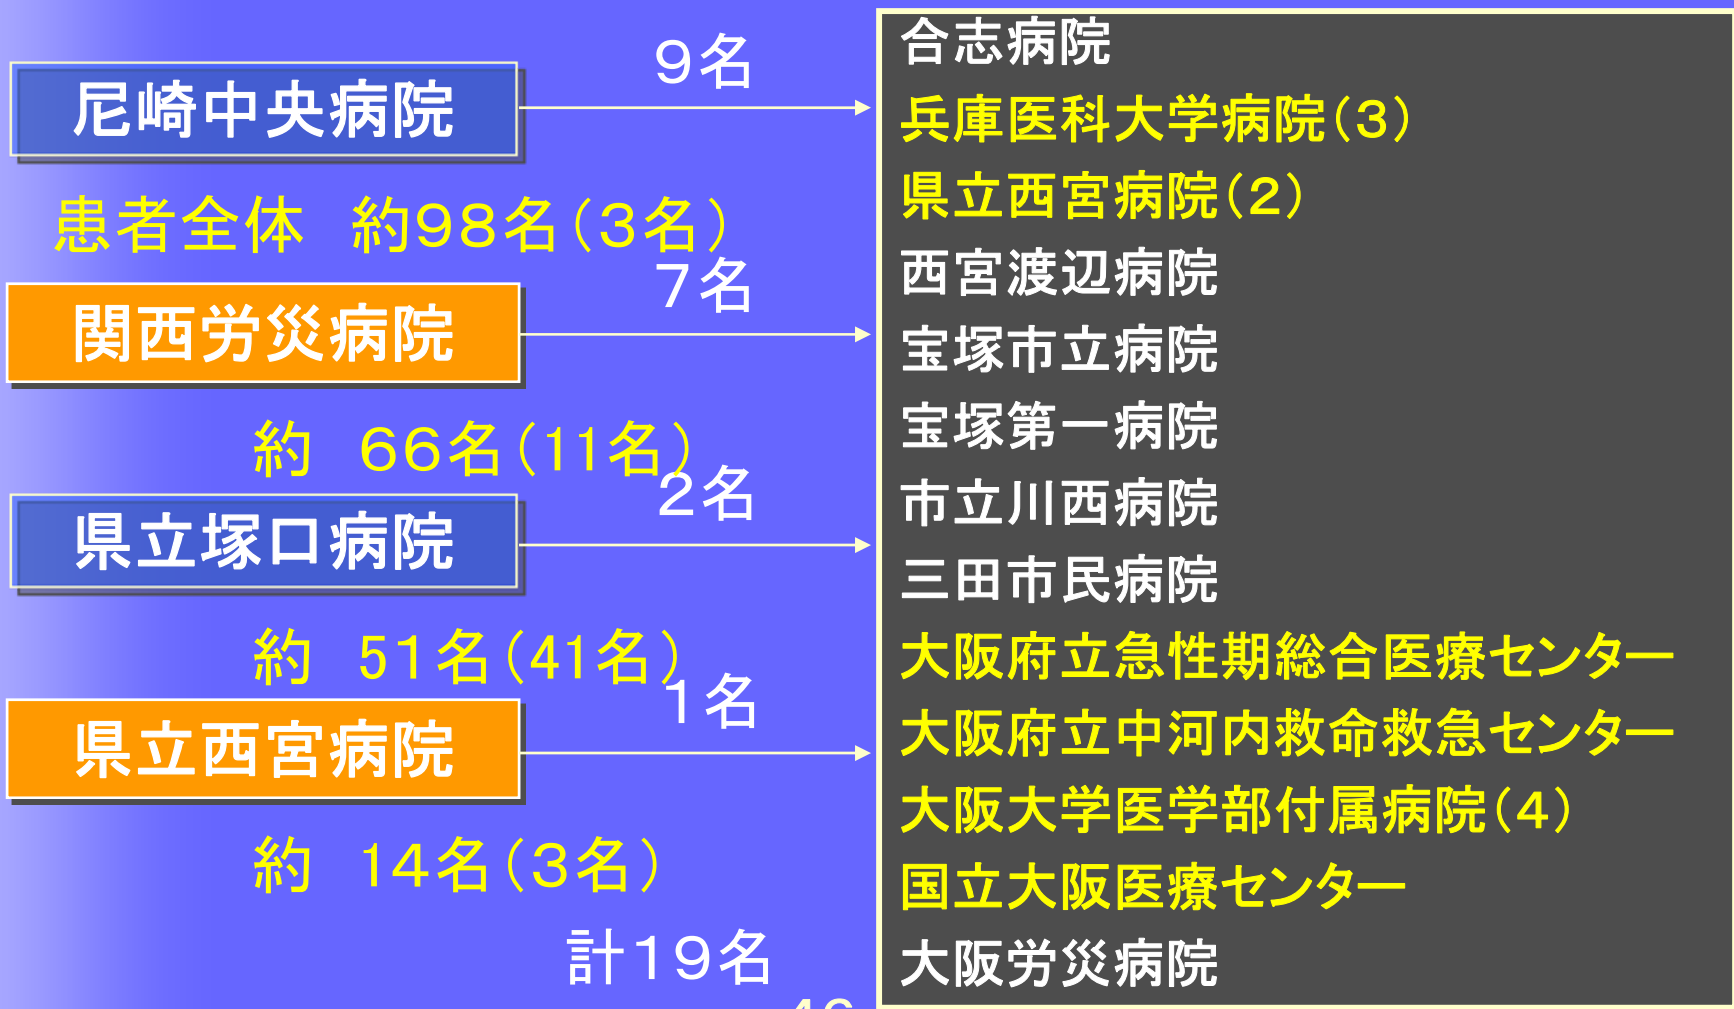 尼崎中央病院
9名
患者全体　約98名(3名)
関西労災病院
7名
約　66名(11名)
県立塚口病院
2名
約　51名(41名)
県立西宮病院
1名
約　14名(3名)
計19名
合志病院
兵庫医科大学病院(3)
県立西宮病院(2)
西宮渡辺病院
宝塚市立病院
宝塚第一病院
市立川西病院
三田市民病院
大阪府立急性期総合医療センター
大阪府立中河内救命救急センター
大阪大学医学部付属病院(4)
国立大阪医療センター
大阪労災病院